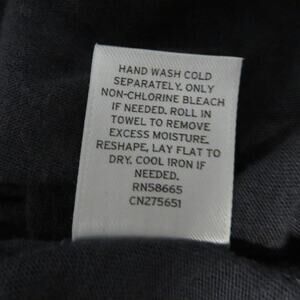 HAND WASH COLD
SEPARATELY. ONLY
NON-CHLORINE BLEACH
IF NEEDED. ROLL IN
TOWEL TO REMOVE
EXCESS MOISTURE.
RESHAPE, LAY FLAT TO
DRY. COOL IRON IF
NEEDED.
RN58665
CN275651